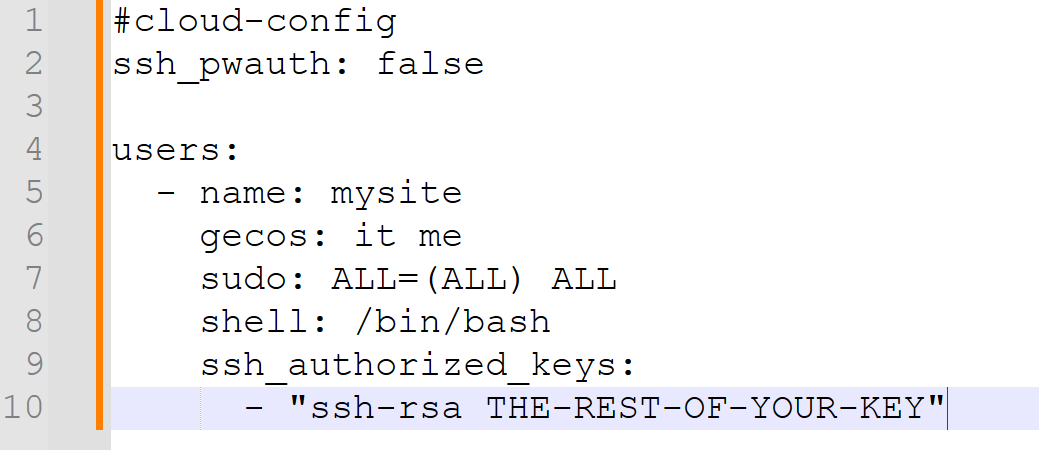 1 #cloud-config
2 ssh_pwauth: false
3
4 users:
5   - name: mysite
6     gecos: it me
7     sudo: ALL=(ALL) ALL
8     shell: /bin/bash
9     ssh_authorized_keys:
10       - "ssh-rsa THE-REST-OF-YOUR-KEY"